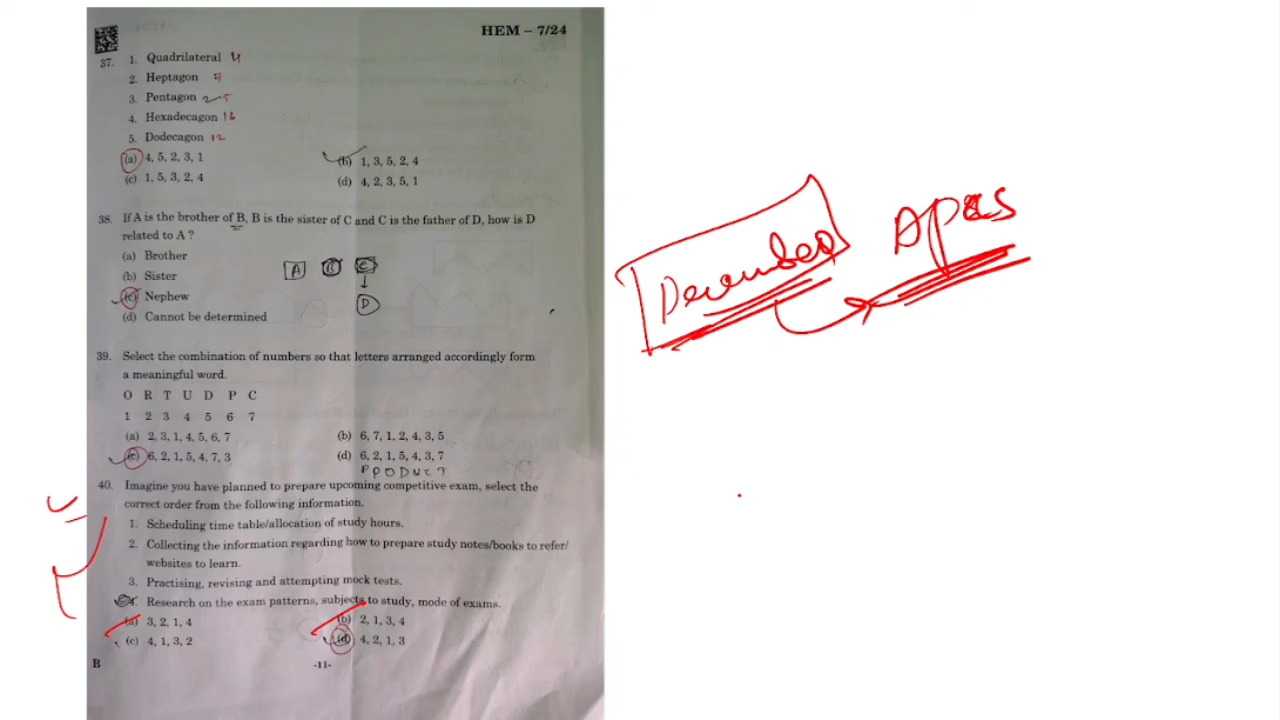 HEM – 7/24
37. 1. Quadrilateral 4
2. Heptagon 7
3. Pentagon 5
4. Hexadecagon 16
5. Dodecagon 12
(a) 4, 5, 2, 3, 1 (b) 1, 3, 5, 2, 4
(c) 1, 5, 3, 2, 4 (d) 4, 2, 3, 5, 1
38. If A is the brother of B, B is the sister of C and C is the father of D, how is D
related to A ?
(a) Brother
(b) Sister
(c) Nephew
(d) Cannot be determined
A B C
D
39. Select the combination of numbers so that letters arranged accordingly form
a meaningful word.
O R T U D P C
1 2 3 4 5 6 7
(a) 2, 3, 1, 4, 5, 6, 7 (b) 6, 7, 1, 2, 4, 3, 5
(c) 6, 2, 1, 5, 4, 7, 3 (d) 6, 2, 1, 5, 4, 3, 7
40. Imagine you have planned to prepare upcoming competitive exam, select the
correct order from the following information.
1. Scheduling time table/allocation of study hours.
2. Collecting the information regarding how to prepare study notes/books to refer/
websites to learn.
3. Practising, revising and attempting mock tests.
Research on the exam patterns, subjects to study, mode of exams.
(a) 3, 2, 1, 4 (b) 2, 1, 3, 4
(c) 4, 1, 3, 2 (d) 4, 2, 1, 3
B -11-
December